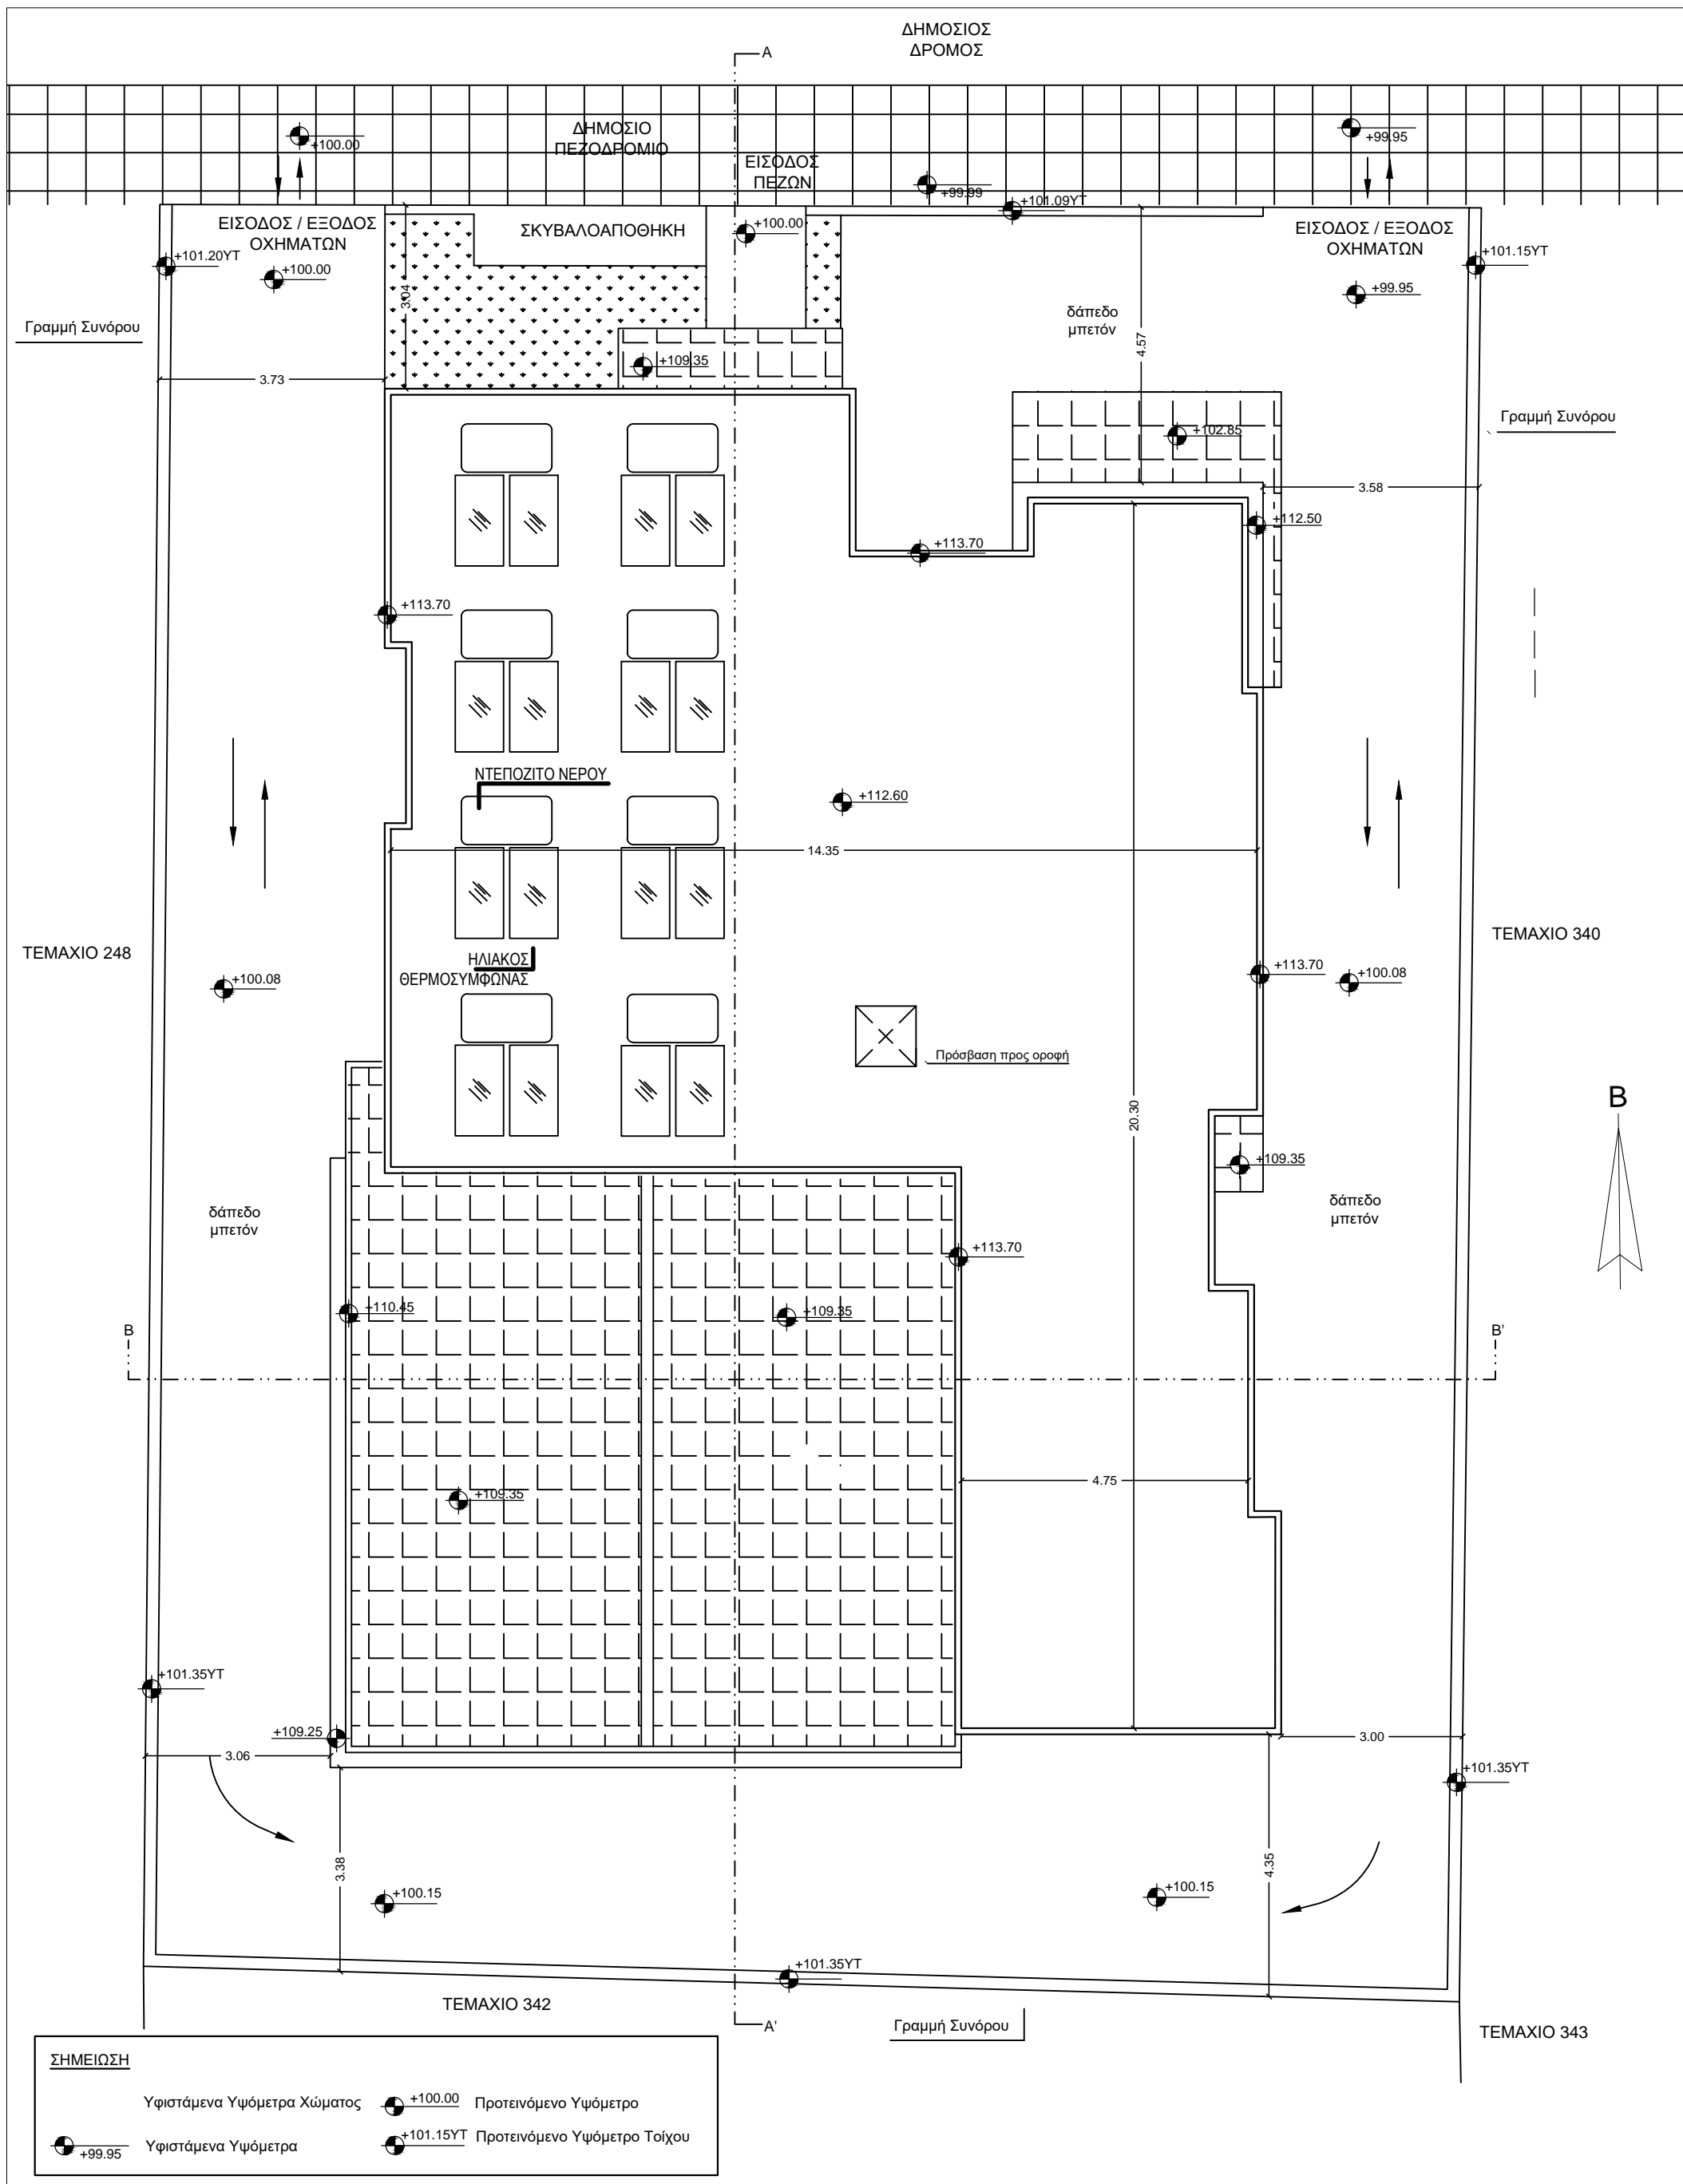 ΔΗΜΟΣΙΟΣ
ΔΡΟΜΟΣ
A
ΔΗΜΟΣΙΟ
ΠΕΖΟΔΡΟΜΙΟ
+100.00
+99.95
ΕΙΣΟΔΟΣ
ΠΕΖΩΝ
+99.99
+101.09ΥΤ
ΕΙΣΟΔΟΣ / ΕΞΟΔΟΣ
ΟΧΗΜΑΤΩΝ
ΣΚΥΒΑΛΟΑΠΟΘΗΚΗ
+100.00
ΕΙΣΟΔΟΣ / ΕΞΟΔΟΣ
ΟΧΗΜΑΤΩΝ
+101.20ΥΤ
+100.00
+101.15ΥΤ
+99.95
3.04
δάπεδο
μπετόν
4.57
Γραμμή Συνόρου
+109.35
3.73
Γραμμή Συνόρου
+102.85
3.58
+112.50
+113.70
+113.70
ΝΤΕΠΟΖΙΤΟ ΝΕΡΟΥ
+112.60
14.35
ΤΕΜΑΧΙΟ 248
ΤΕΜΑΧΙΟ 340
ΗΛΙΑΚΟΣ
ΘΕΡΜΟΣΥΜΦΩΝΑΣ
+100.08
+113.70
+100.08
Πρόσβαση προς οροφή
B
20.30
+109.35
δάπεδο
μπετόν
δάπεδο
μπετόν
+113.70
+110.45
+109.35
B
B'
4.75
+109.35
+101.35ΥΤ
+109.25
3.06
3.00
+101.35ΥΤ
3.38
4.35
+100.15
+100.15
+101.35ΥΤ
ΤΕΜΑΧΙΟ 342
A'
Γραμμή Συνόρου
ΤΕΜΑΧΙΟ 343
ΣΗΜΕΙΩΣΗ
Υφιστάμενα Υψόμετρα Χώματος
+100.00
Προτεινόμενο Υψόμετρο
+99.95
Υφιστάμενα Υψόμετρα
+101.15ΥΤ
Προτεινόμενο Υψόμετρο Τοίχου